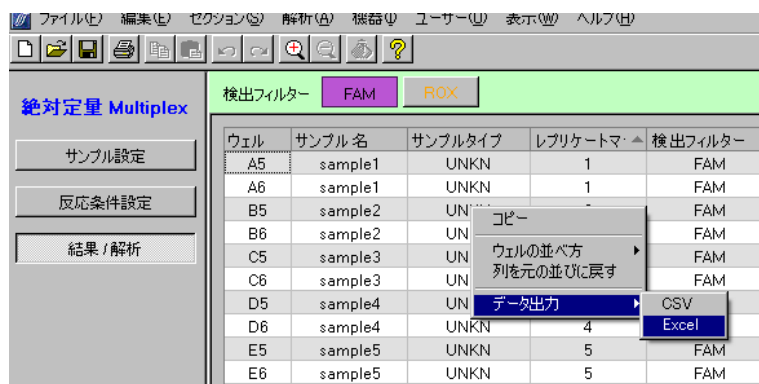 ファイル(F) 編集(E) セクション(S) 解析(A) 機器(I) ユーザー(U) 表示(W) ヘルプ(H)
絶対定量 Multiplex
サンプル設定
反応条件設定
結果 / 解析
検出フィルター FAM ROX
ウェル サンプル名 サンプルタイプ レプリケートマ· 検出フィルター
A5 sample1 UNKN 1 FAM
A6 sample1 UNKN 1 FAM
B5 sample2 UN FAM
B6 sample2 UN FAM
C5 sample3 UN FAM
C6 sample3 UN FAM
D5 sample4 UN
D6 sample4 UNKN 4
E5 sample5 UNKN 5 FAM
E6 sample5 UNKN 5 FAM
コピー
ウェルの並べ方
列を元の並びに戻す
データ出力
CSV
Excel